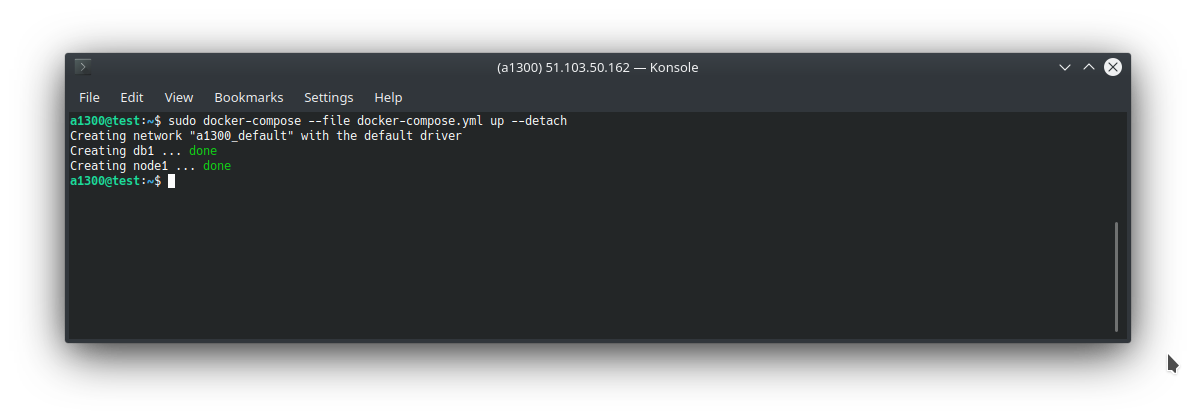 (a1300) 51.103.50.162 — Konsole
File Edit View Bookmarks Settings Help
a1300@test:~$ sudo docker-compose --file docker-compose.yml up --detach
Creating network "a1300_default" with the default driver
Creating db1 ... done
Creating node1 ... done
a1300@test:~$